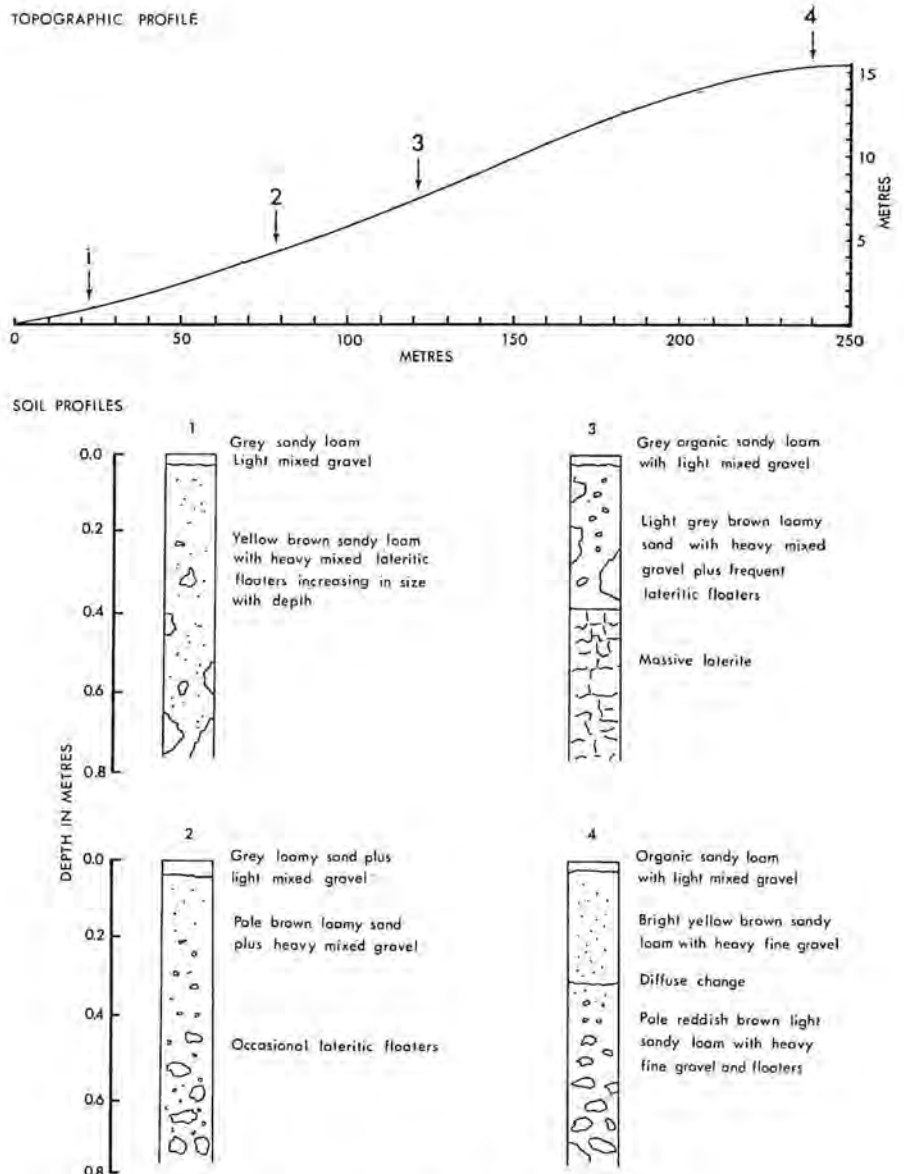 TOPOGRAPHIC PROFILE
4
15
3
10
METRES
2
5
i
0
50
100
150
200
250
METRES
SOIL PROFILES
1
0.0
Grey sandy loam
Light mixed gravel
0.2
Yellow brown sandy loam
with heavy mixed lateritic
floaters increasing in size
with depth
0.4
0.6
0.8
3
Grey organic sandy loam
with light mixed gravel
Light grey brown loamy
sand with heavy mixed
gravel plus frequent
lateritic floaters
Massive laterite
DEPTH IN METRES
2
0.0
Grey loamy sand plus
light mixed gravel
0.2
Pale brown loamy sand
plus heavy mixed gravel
0.4
Occasional lateritic floaters
0.6
0.8
4
Organic sandy loam
with light mixed gravel
Bright yellow brown sandy
loam with heavy fine gravel
Diffuse change
Pale reddish brown light
sandy loam with heavy
fine gravel and floaters